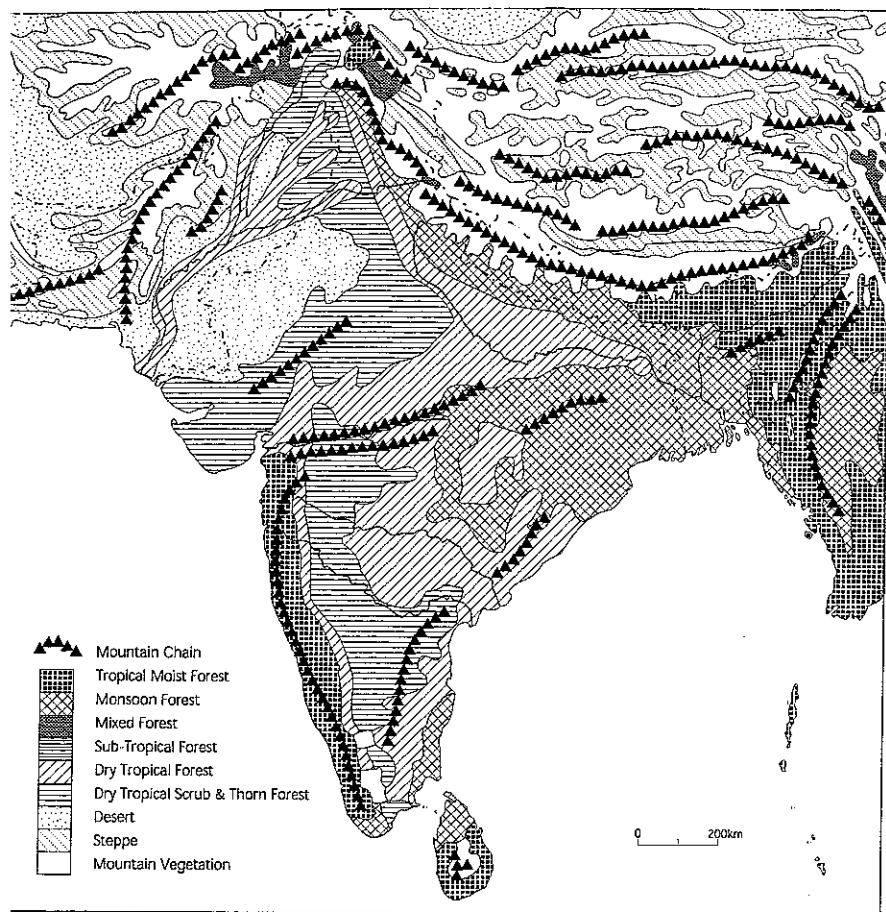 Mountain Chain
Tropical Moist Forest
Monsoon Forest
Mixed Forest
Sub-Tropical Forest
Dry Tropical Forest
Dry Tropical Scrub & Thorn Forest
Desert
Steppe
Mountain Vegetation
0 200km